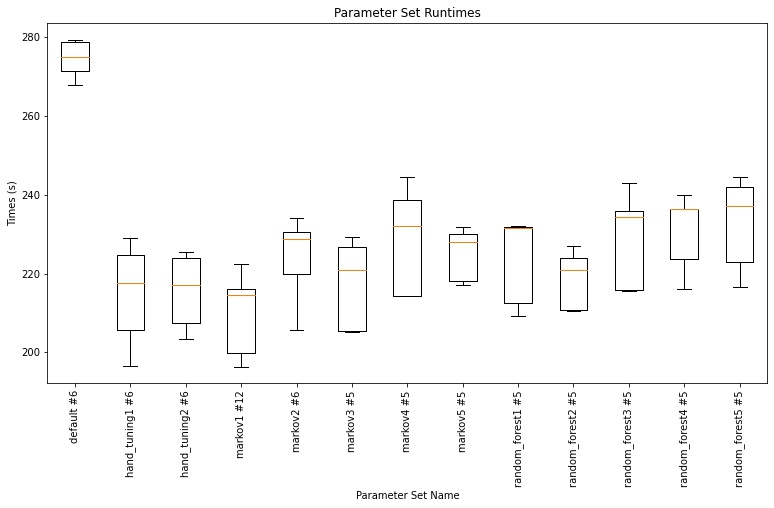 Parameter Set Runtimes
Times (s)
280
260
240
220
200
default #6
hand_tuning1 #6
hand_tuning2 #6
markov1 #12
markov2 #6
markov3 #5
markov4 #5
markov5 #5
random_forest1 #5
random_forest2 #5
random_forest3 #5
random_forest4 #5
random_forest5 #5
Parameter Set Name